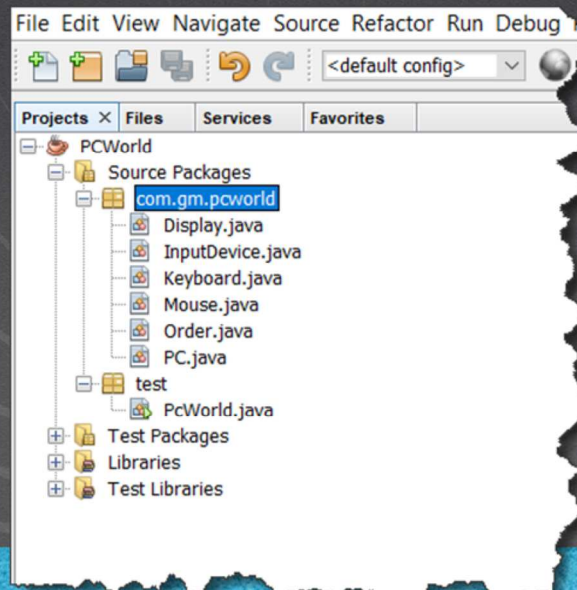 File Edit View Navigate Source Refactor Run Debug
<default config>
Projects × Files Services Favorites
PCWorld
Source Packages
com.gm.pcworld
Display.java
InputDevice.java
Keyboard.java
Mouse.java
Order.java
PC.java
test
PcWorld.java
Test Packages
Libraries
Test Libraries